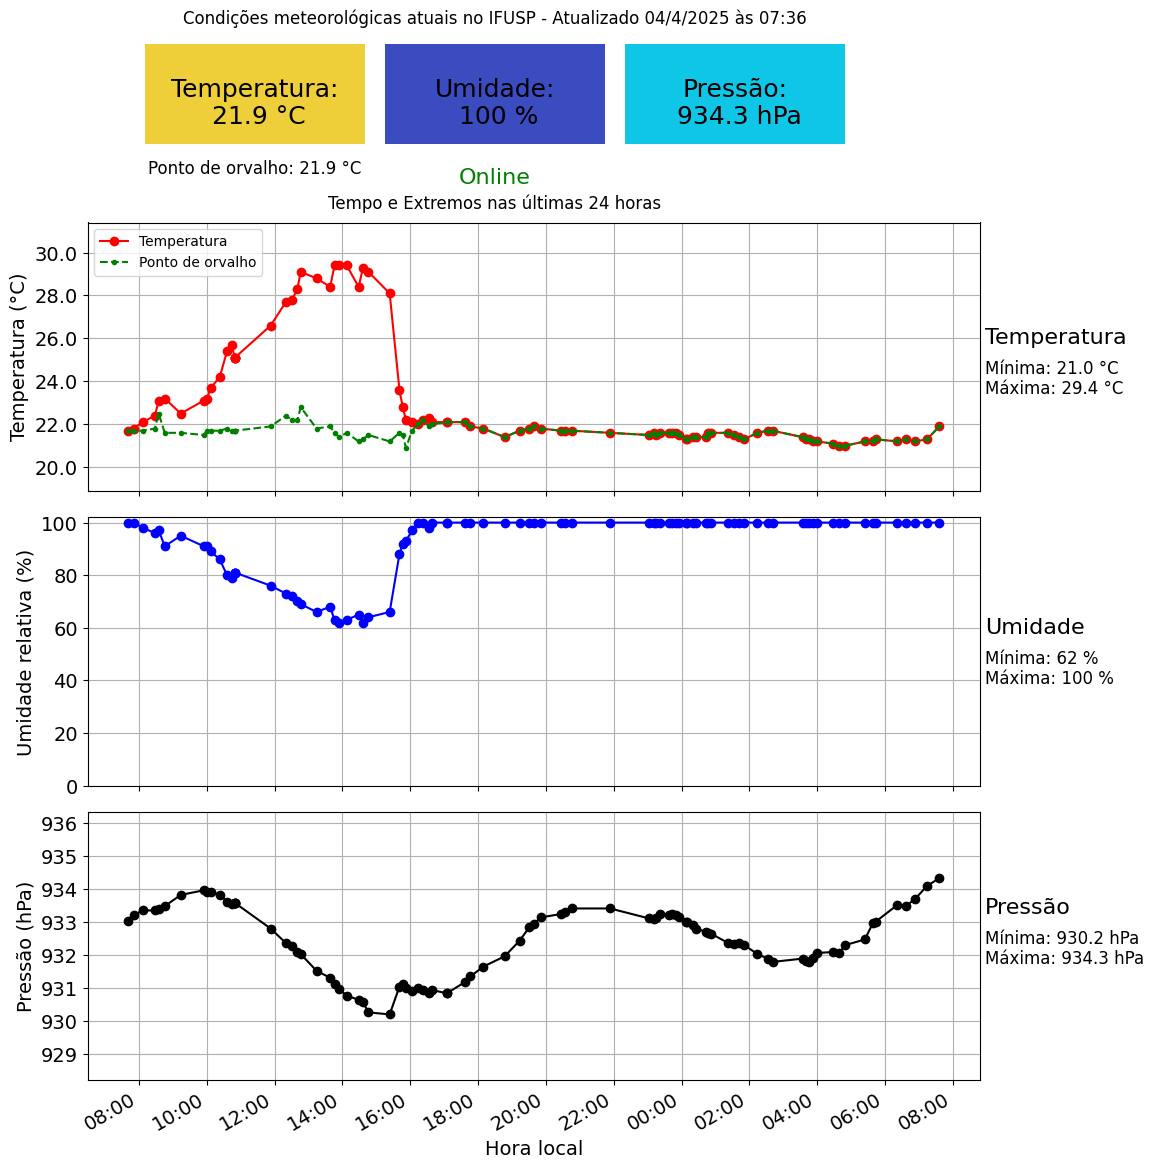 Condições meteorológicas atuais no IFUSP - Atualizado 04/4/2025 às 07:36
Temperatura:
21.9 °C
Umidade:
100 %
Pressão:
934.3 hPa
Ponto de orvalho: 21.9 °C
Online
Tempo e Extremos nas últimas 24 horas
Temperatura (°C)
30.0
28.0
26.0
24.0
22.0
20.0
Temperatura
Ponto de orvalho
Temperatura
Mínima: 21.0 °C
Máxima: 29.4 °C
Umidade relativa (%)
100
80
60
40
20
0
Umidade
Mínima: 62 %
Máxima: 100 %
Pressão (hPa)
936
935
934
933
932
931
930
929
Pressão
Mínima: 930.2 hPa
Máxima: 934.3 hPa
08:00
10:00
12:00
14:00
16:00
18:00
20:00
22:00
00:00
02:00
04:00
06:00
08:00
Hora local